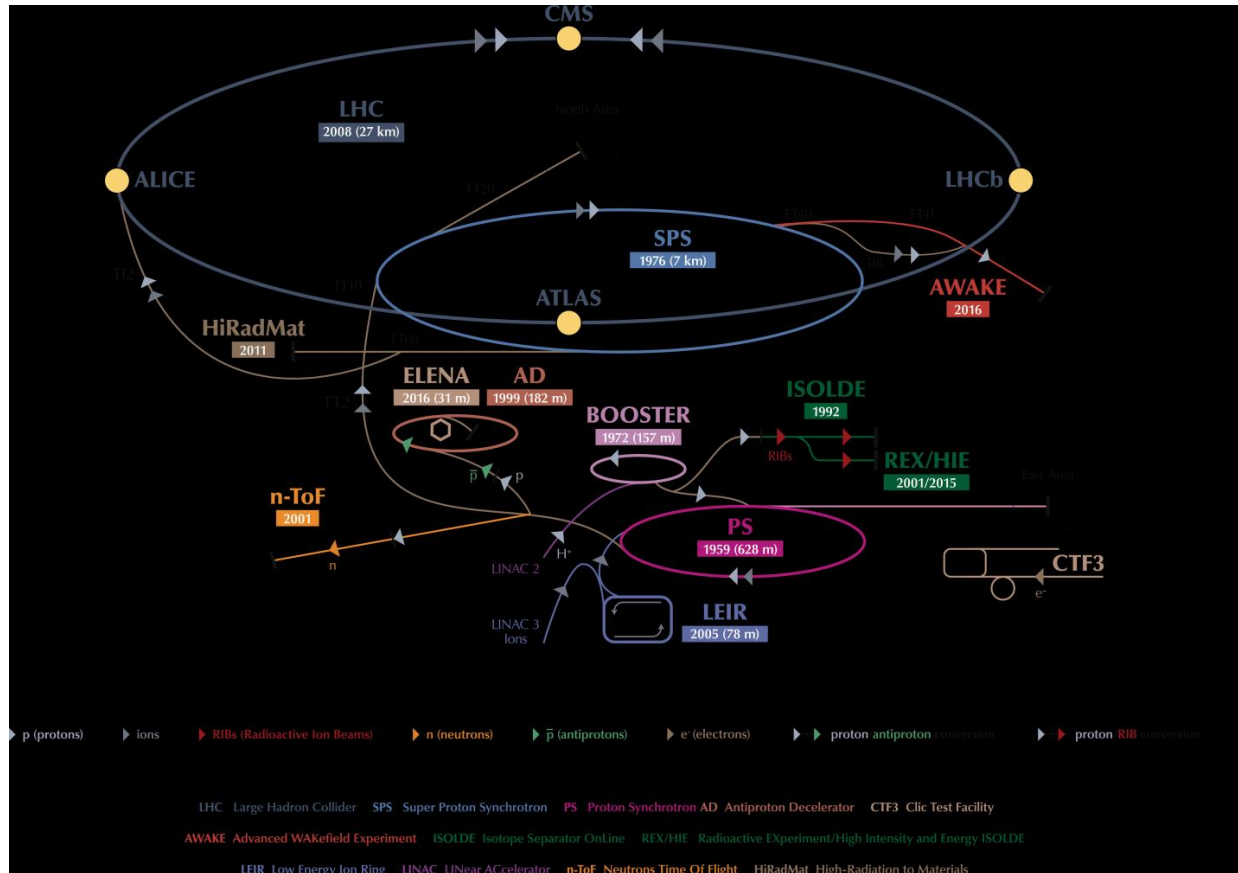 CMS
LHC
2008 (27 km)
North Area
ALICE
TT20
LHCb
TT40
TT41
SPS
1976 (7 km)
TI8
TI2
TT10
ATLAS
AWAKE
2016
HiRadMat
2011
TT60
ELENA
2016 (31 m)
AD
1999 (182 m)
TT2
ISOLDE
1992
BOOSTER
1972 (157 m)
RIBs
REX/HIE
2001/2015
p̅
p
East Area
n-ToF
2001
PS
1959 (628 m)
H⁺
n
LINAC 2
CTF3
e⁻
LEIR
2005 (78 m)
LINAC 3
Ions
p (protons) ions RIBs (Radioactive Ion Beams) n (neutrons) p̅ (antiprotons) e⁻ (electrons) proton antiproton conversion proton RIB conversion
LHC Large Hadron Collider SPS Super Proton Synchrotron PS Proton Synchrotron AD Antiproton Decelerator CTF3 Clic Test Facility
AWAKE Advanced WAKefield Experiment ISOLDE Isotope Separator OnLine REX/HIE Radioactive EXperiment/High Intensity and Energy ISOLDE
LEIR Low Energy Ion Ring LINAC LINear ACcelerator n-ToF Neutrons Time Of Flight HiRadMat High-Radiation to Materials